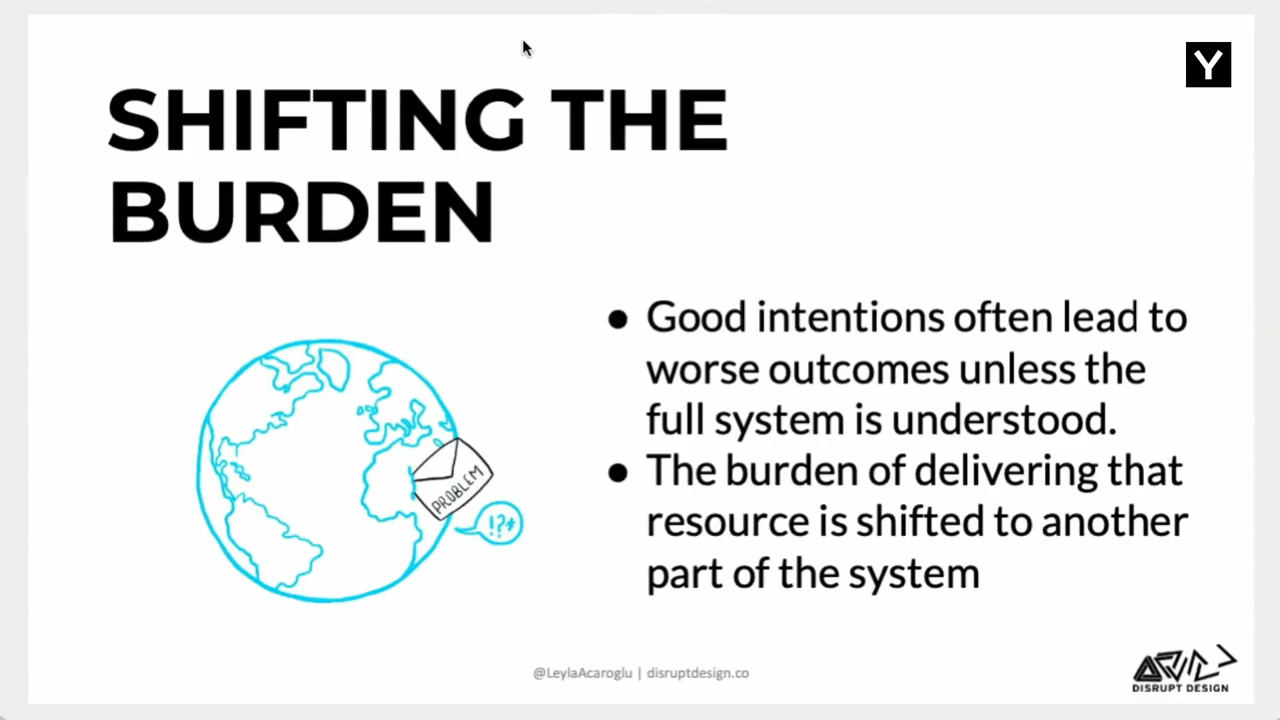 Y
SHIFTING THE
BURDEN
● Good intentions often lead to
worse outcomes unless the
full system is understood.
● The burden of delivering that
resource is shifted to another
part of the system
PROBLEM
!?
@LeylaAcaroglu | disruptdesign.co
DISRUPT DESIGN